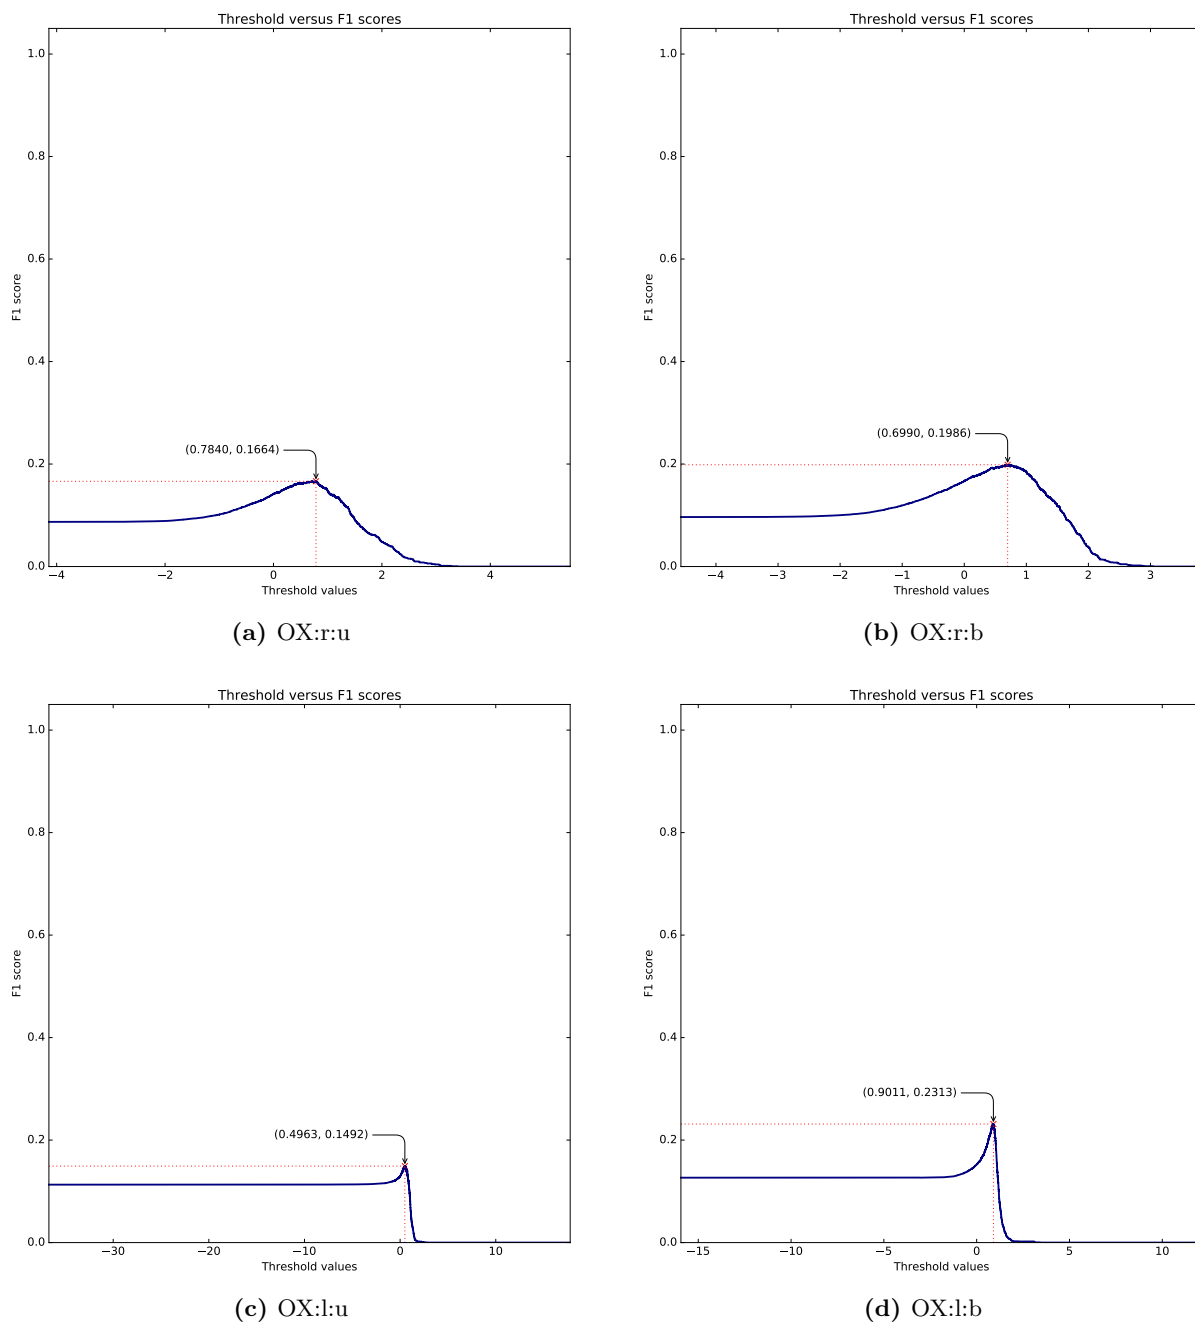 Threshold versus F1 scores
1.0
0.8
0.6
0.4
0.2
0.0
F1 score
(0.7840, 0.1664)
−4 −2 0 2 4
Threshold values
(a) OX:r:u
Threshold versus F1 scores
1.0
0.8
0.6
0.4
0.2
0.0
F1 score
(0.6990, 0.1986)
−4 −3 −2 −1 0 1 2 3
Threshold values
(b) OX:r:b
Threshold versus F1 scores
1.0
0.8
0.6
0.4
0.2
0.0
F1 score
(0.4963, 0.1492)
−30 −20 −10 0 10
Threshold values
(c) OX:l:u
Threshold versus F1 scores
1.0
0.8
0.6
0.4
0.2
0.0
F1 score
(0.9011, 0.2313)
−15 −10 −5 0 5 10
Threshold values
(d) OX:l:b